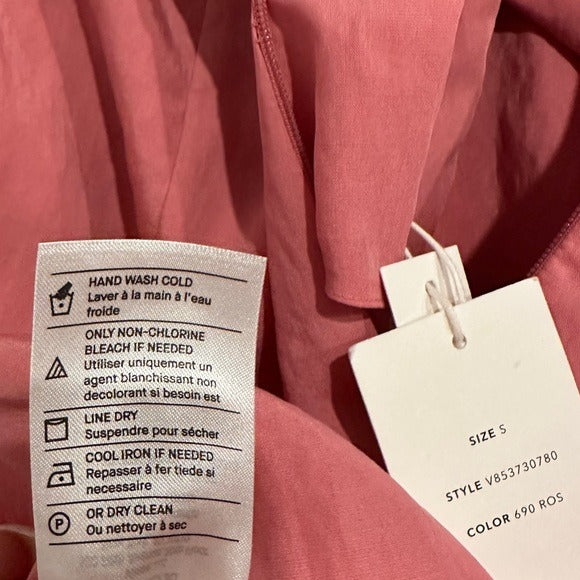 HAND WASH COLD
Laver à la main à l'eau
froide
ONLY NON-CHLORINE
BLEACH IF NEEDED
Utiliser uniquement un
agent blanchissant non
decolorant si besoin est
LINE DRY
Suspendre pour sécher
COOL IRON IF NEEDED
Repasser à fer tiede si
necessaire
P
OR DRY CLEAN
Ou nettoyer à sec
SIZE S
STYLE V853730780
COLOR 690 ROS